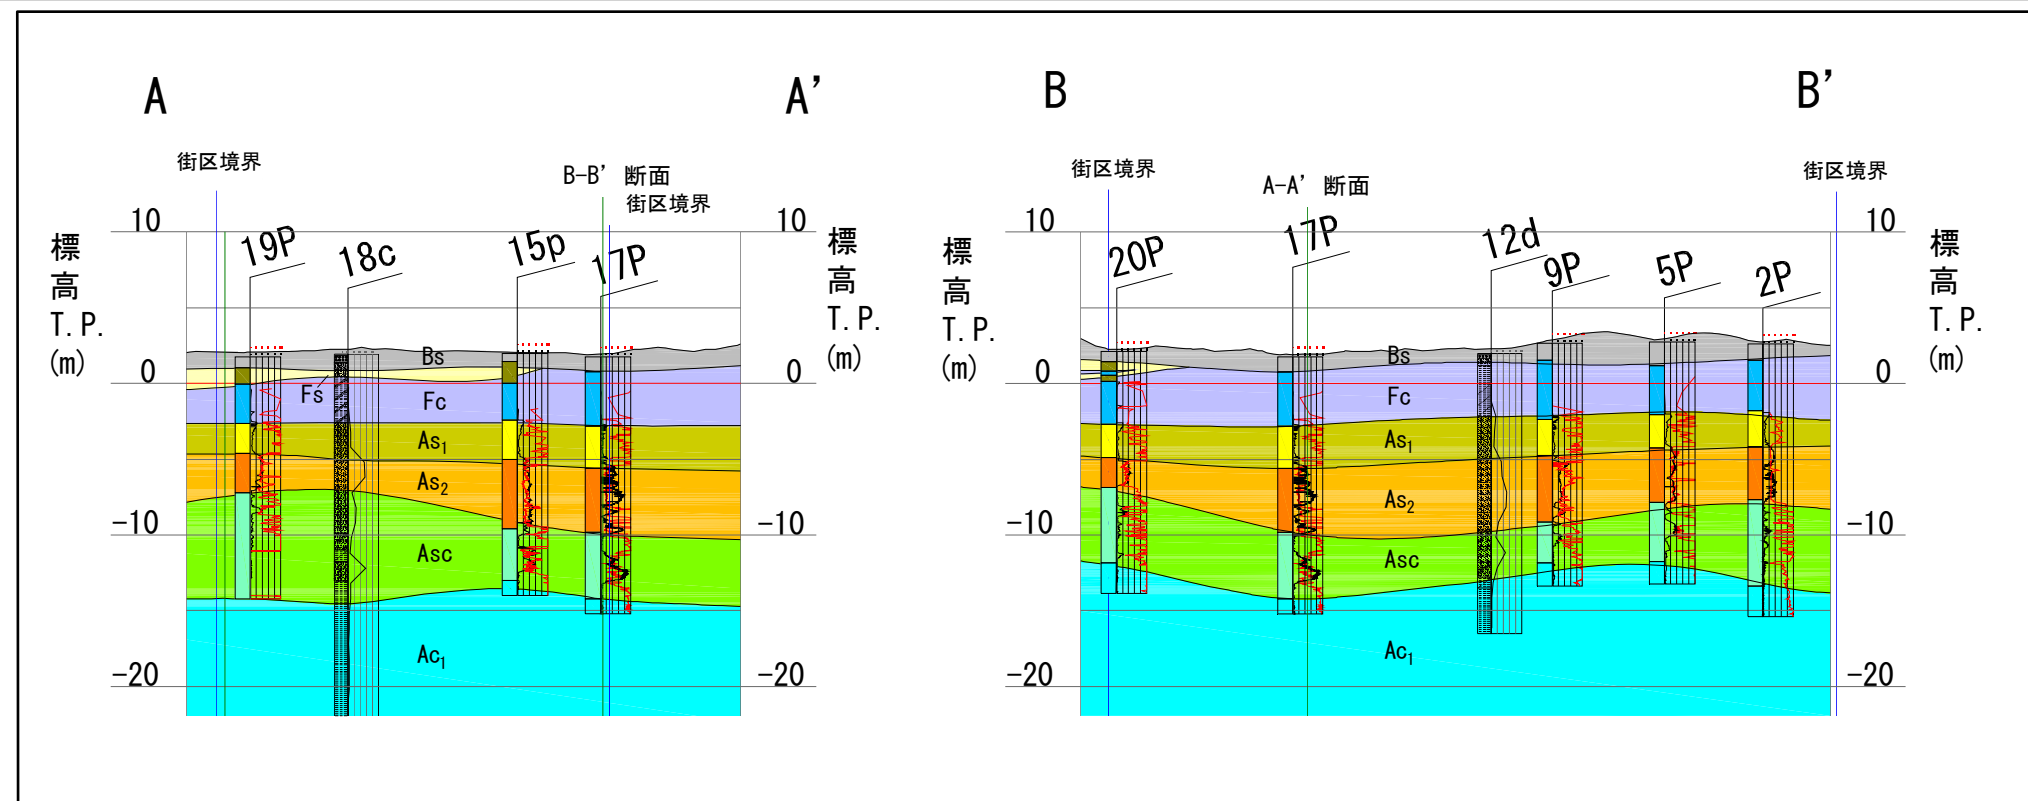 A
A'
街区境界
B-B' 断面
街区境界
標高 T.P. (m)
10
0
-10
-20
19P
18c
15p
17P
Bs
Fs
Fc
As1
As2
Asc
Ac1
10
0
-10
-20
標高 T.P. (m)
B
B'
街区境界
A-A' 断面
街区境界
標高 T.P. (m)
10
0
-10
-20
20P
17P
12d
9P
5P
2P
Bs
Fc
As1
As2
Asc
Ac1
10
0
-10
-20
標高 T.P. (m)